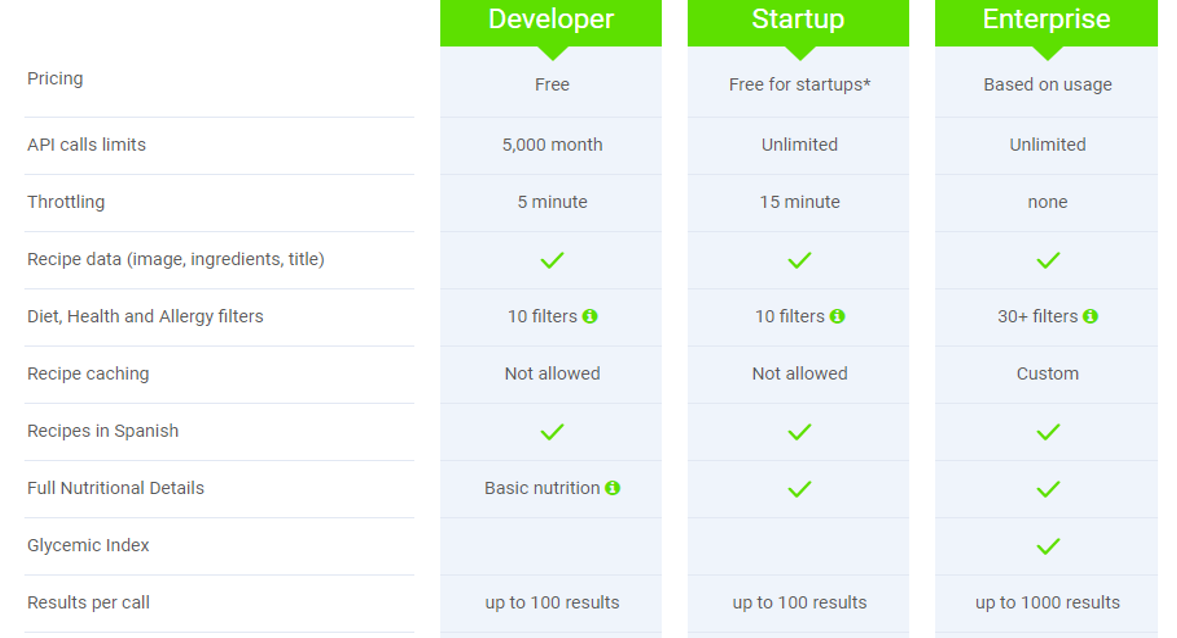 Developer Startup Enterprise
Pricing Free Free for startups* Based on usage
API calls limits 5,000 month Unlimited Unlimited
Throttling 5 minute 15 minute none
Recipe data (image, ingredients, title)
Diet, Health and Allergy filters 10 filters 10 filters 30+ filters
Recipe caching Not allowed Not allowed Custom
Recipes in Spanish
Full Nutritional Details Basic nutrition
Glycemic Index
Results per call up to 100 results up to 100 results up to 1000 results